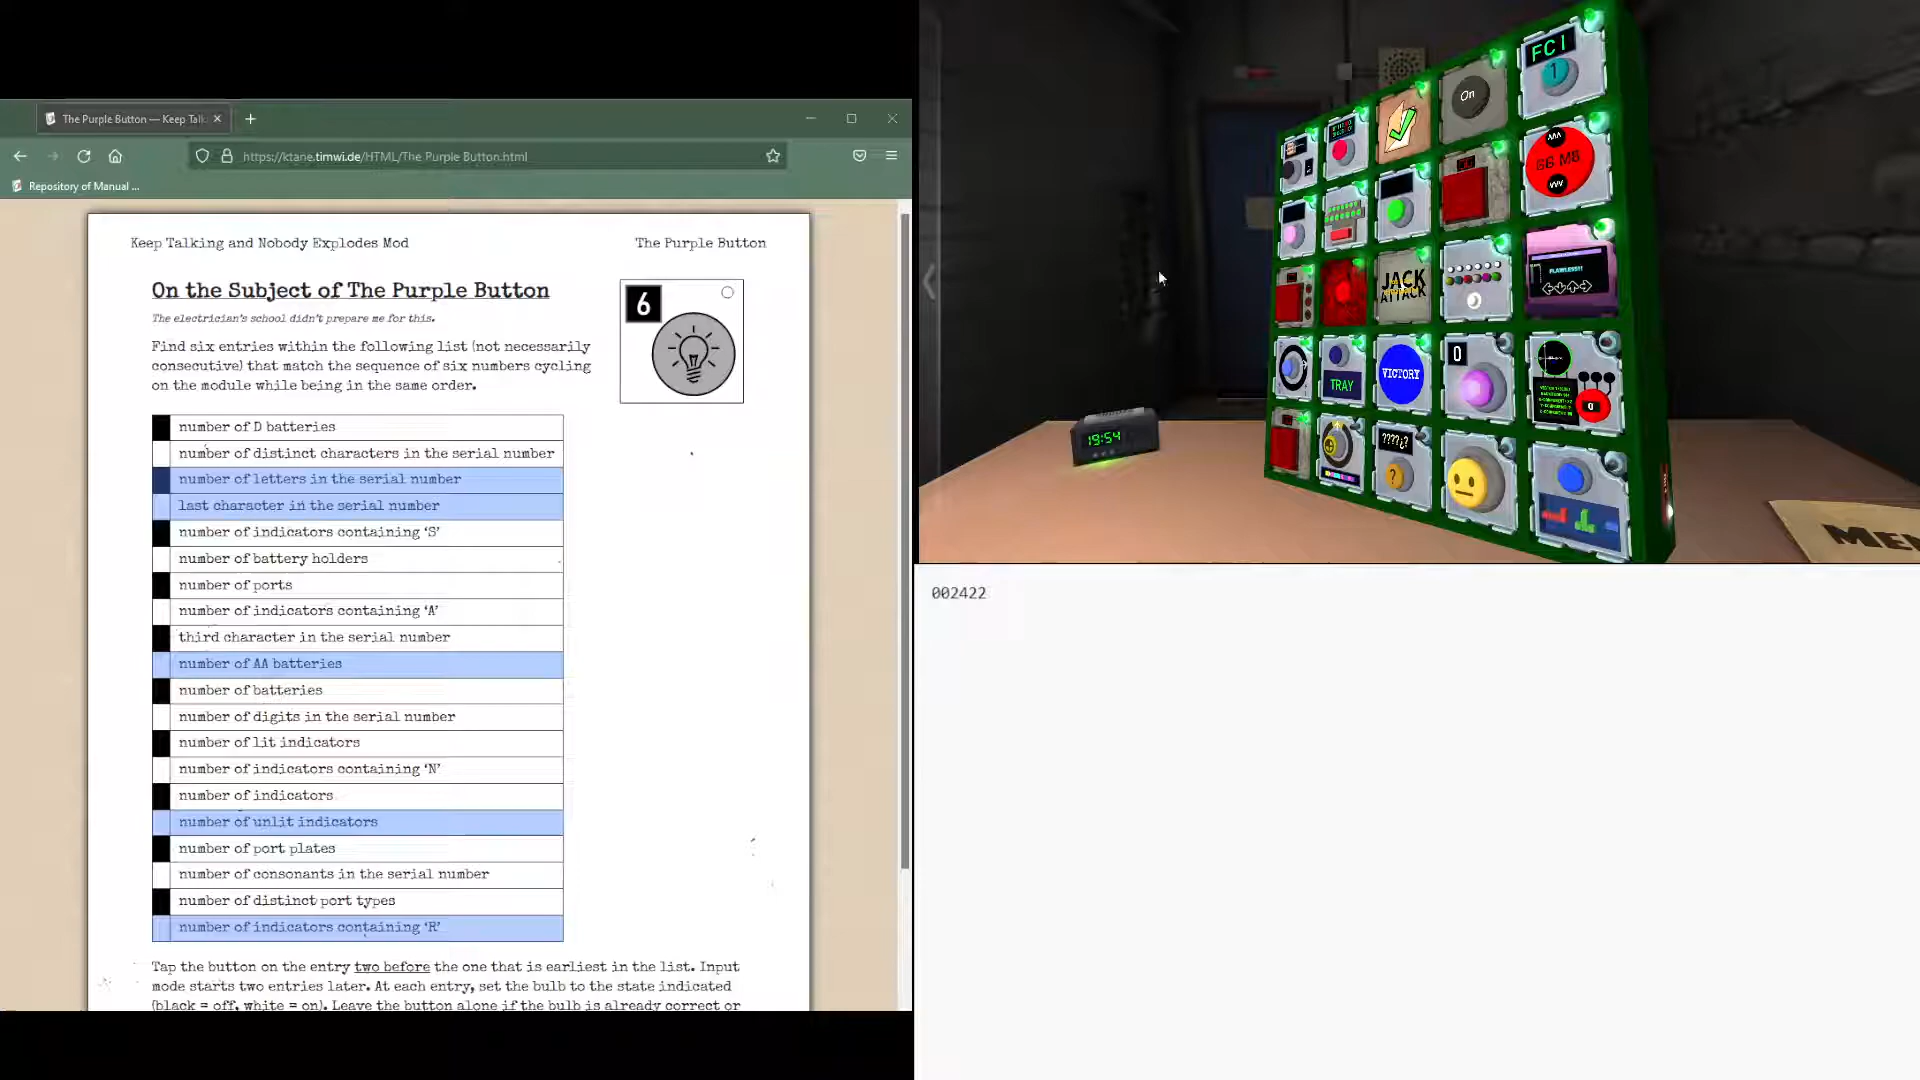 The Purple Button — Keep Talk
https://ktane.timwi.de/HTML/The Purple Button.html
Repository of Manual ...
Keep Talking and Nobody Explodes Mod
The Purple Button
On the Subject of The Purple Button
The electrician's school didn't prepare me for this.
6
Find six entries within the following list (not necessarily
consecutive) that match the sequence of six numbers cycling
on the module while being in the same order.
number of D batteries
number of distinct characters in the serial number
number of letters in the serial number
last character in the serial number
number of indicators containing ‘S’
number of battery holders
number of ports
number of indicators containing ‘A’
third character in the serial number
number of AA batteries
number of batteries
number of digits in the serial number
number of lit indicators
number of indicators containing ‘N’
number of indicators
number of unlit indicators
number of port plates
number of consonants in the serial number
number of distinct port types
number of indicators containing ‘R’
Tap the button on the entry two before the one that is earliest in the list. Input
mode starts two entries later. At each entry, set the bulb to the state indicated
(black = off, white = on). Leave the button alone if the bulb is already correct or
FCI
1
On
JACK
ATTACK
FLAWLESS!!
TRAY
VICTORY
0
0
19:54
????¿?
?
002422